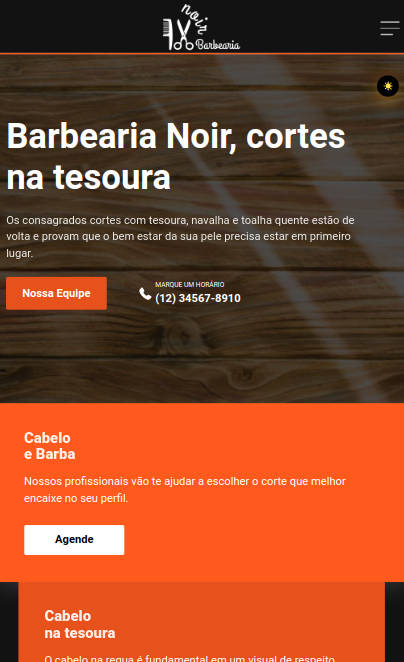 noir
Barbearia
Barbearia Noir, cortes
na tesoura
Os consagrados cortes com tesoura, navalha e toalha quente estão de
volta e provam que o bem estar da sua pele precisa estar em primeiro
lugar.
Nossa Equipe
MARQUE UM HORÁRIO
(12) 34567-8910
Cabelo
e Barba
Nossos profissionais vão te ajudar a escolher o corte que melhor
encaixe no seu perfil.
Agende
Cabelo
na tesoura
O cabelo na regua é fundamental em um visual de respeito